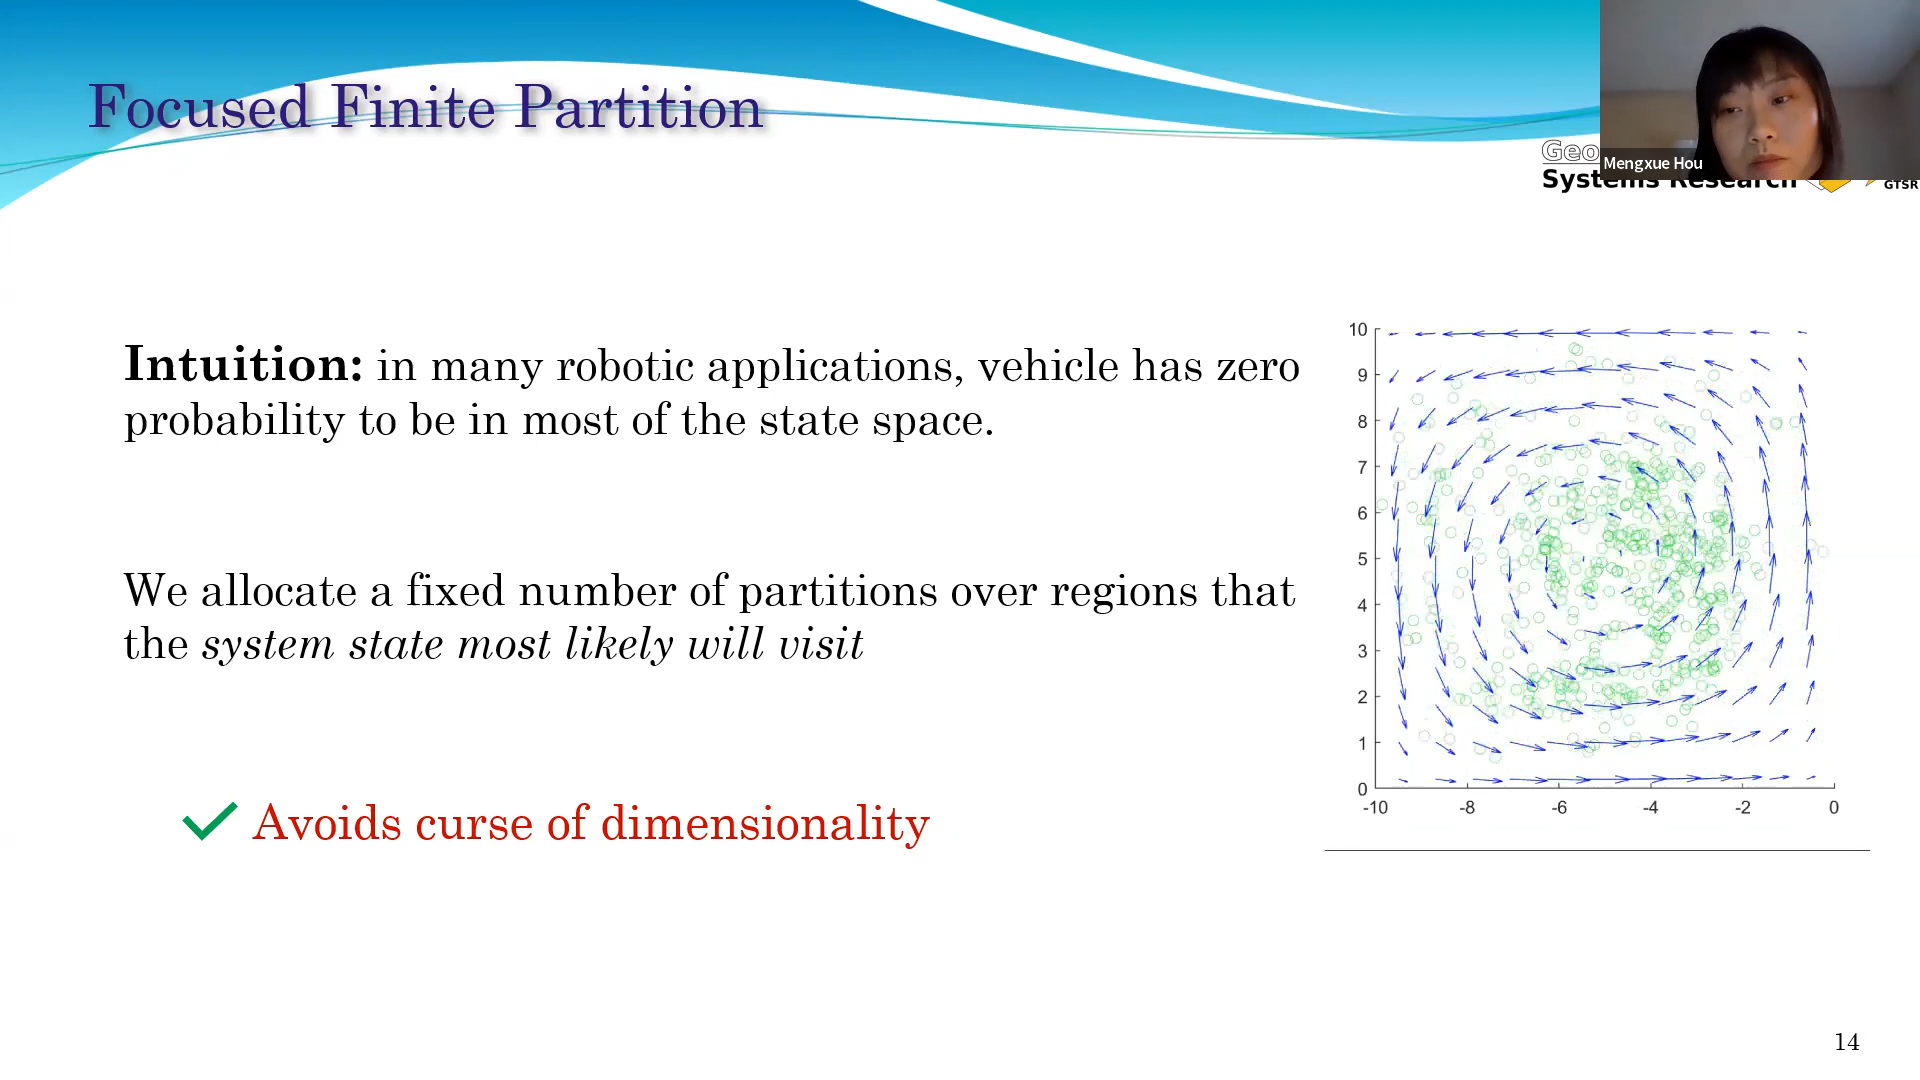 Focused Finite Partition
Geo
Mengxue Hou
Systems Research
GTSR
Intuition: in many robotic applications, vehicle has zero
probability to be in most of the state space.
We allocate a fixed number of partitions over regions that
the system state most likely will visit
Avoids curse of dimensionality
10
9
8
7
6
5
4
3
2
1
0
-10 -8 -6 -4 -2 0
14